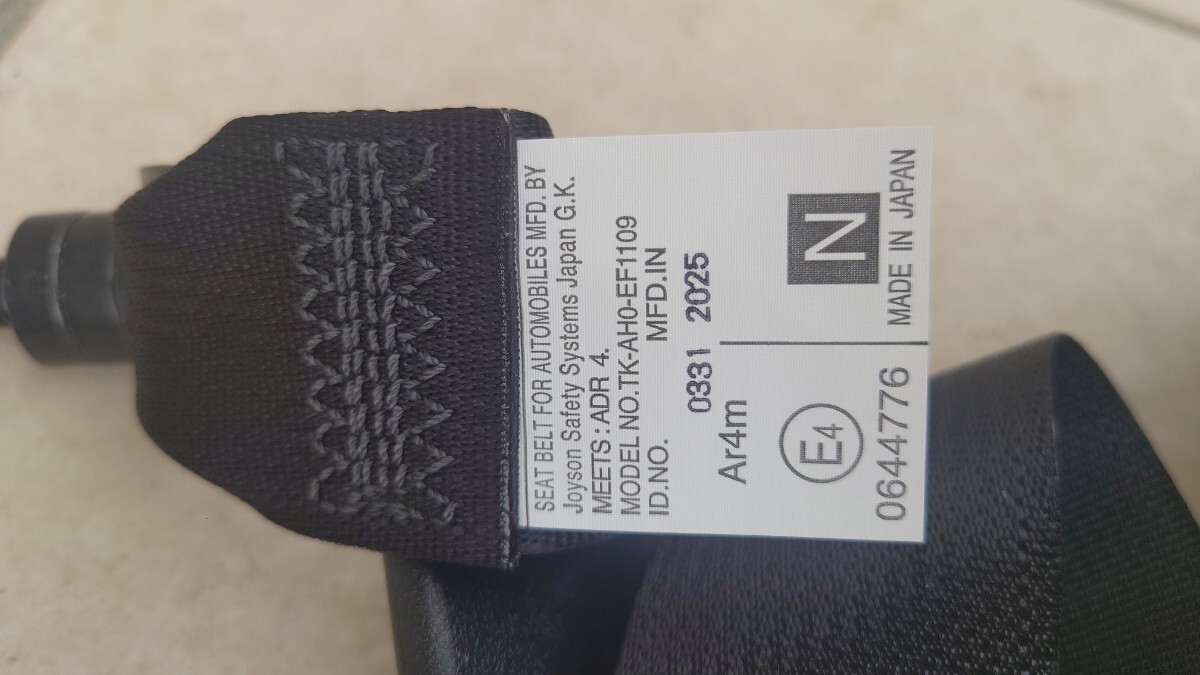 SEAT BELT FOR AUTOMOBILES MFD. BY
Joyson Safety Systems Japan G.K.
MEETS : ADR 4.
MODEL NO.TK-AH0-EF1109
ID.NO. MFD.IN
0331 2025
Ar4m
E4
0644776
N
MADE IN JAPAN